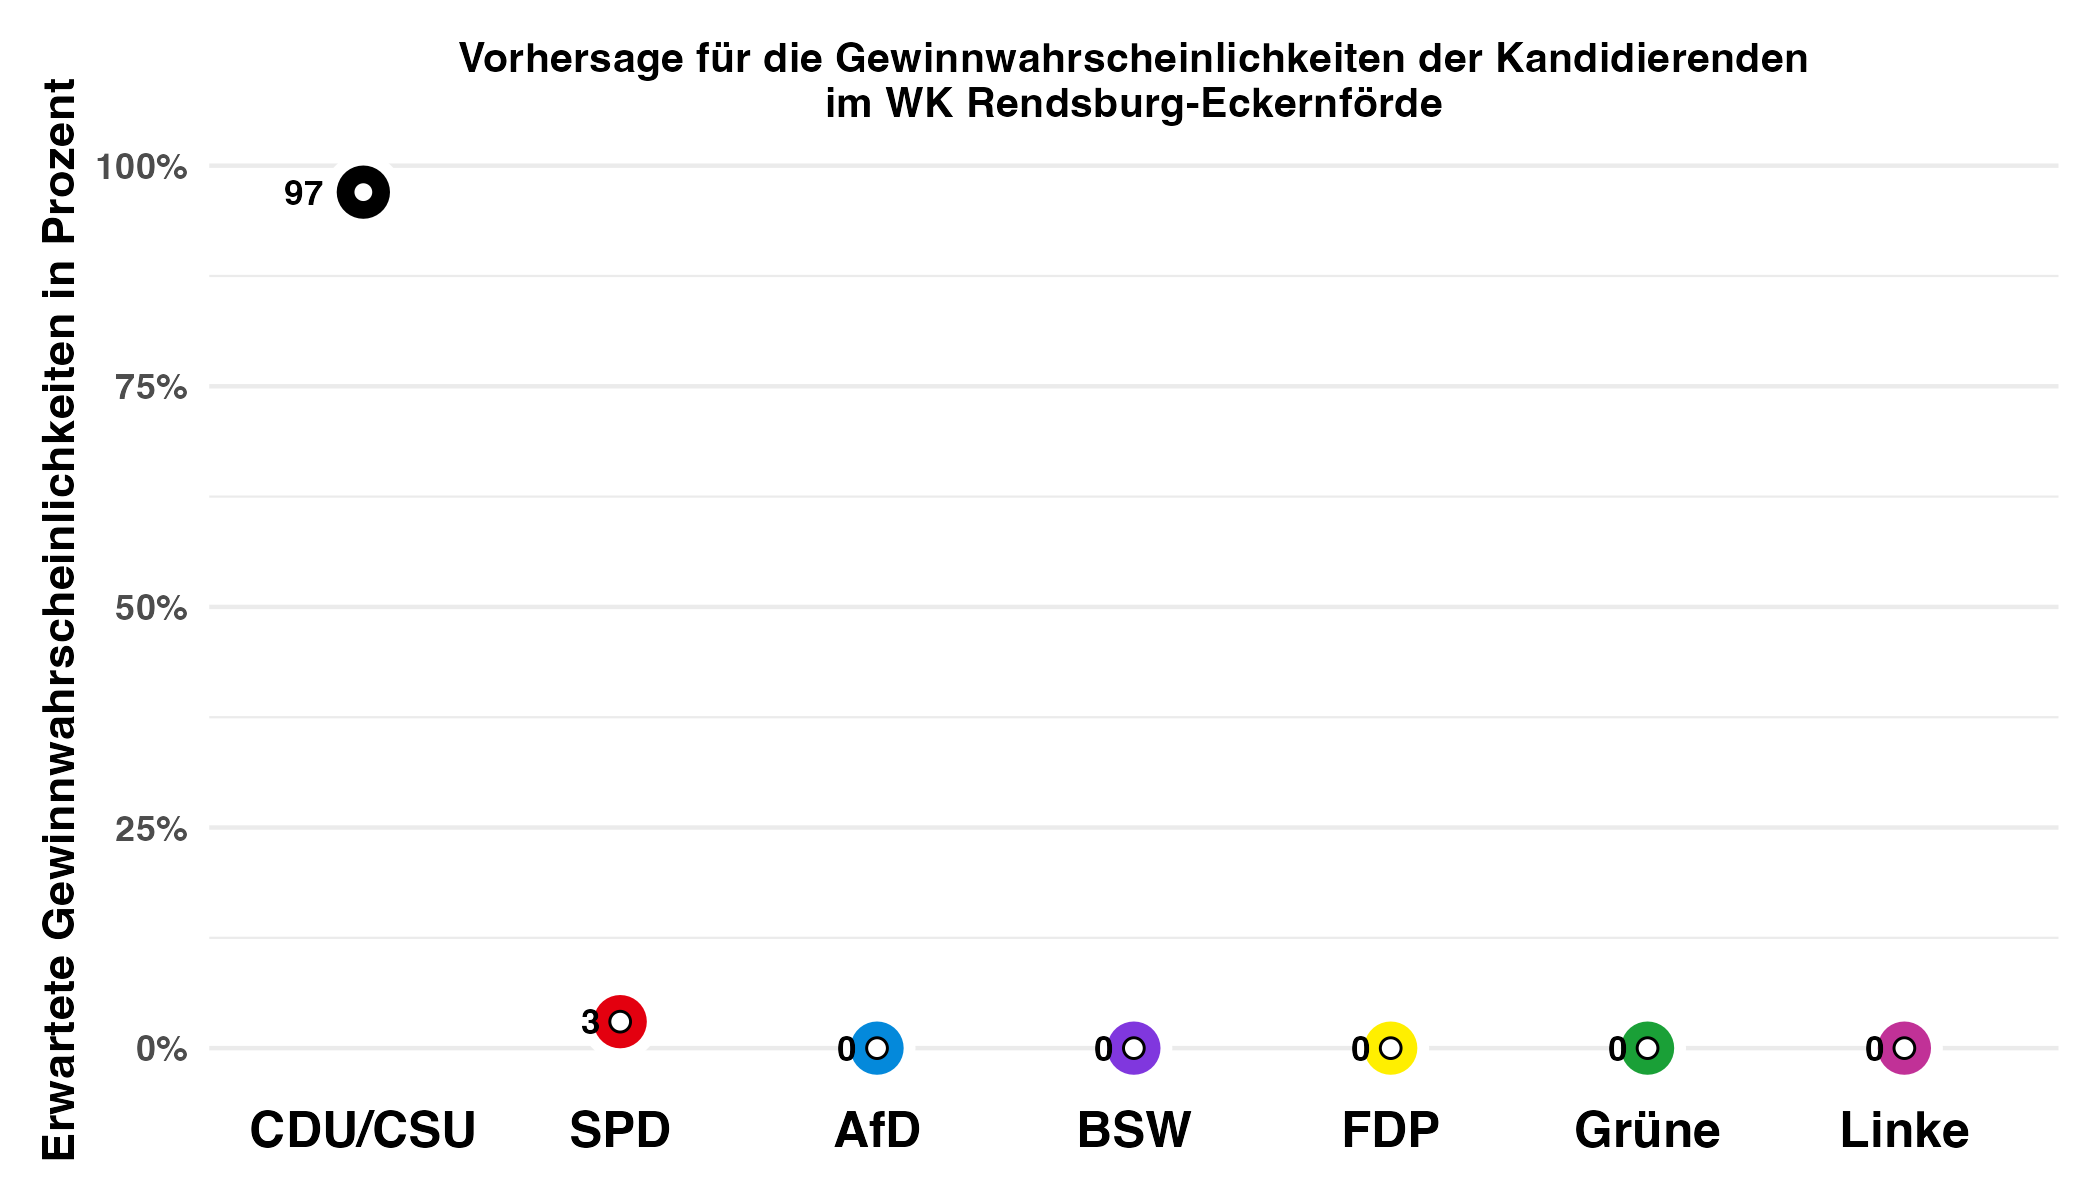 Vorhersage für die Gewinnwahrscheinlichkeiten der Kandidierenden
im WK Rendsburg-Eckernförde
Erwartete Gewinnwahrscheinlichkeiten in Prozent
100%
75%
50%
25%
0%
97
3
0
0
0
0
0
CDU/CSU
SPD
AfD
BSW
FDP
Grüne
Linke